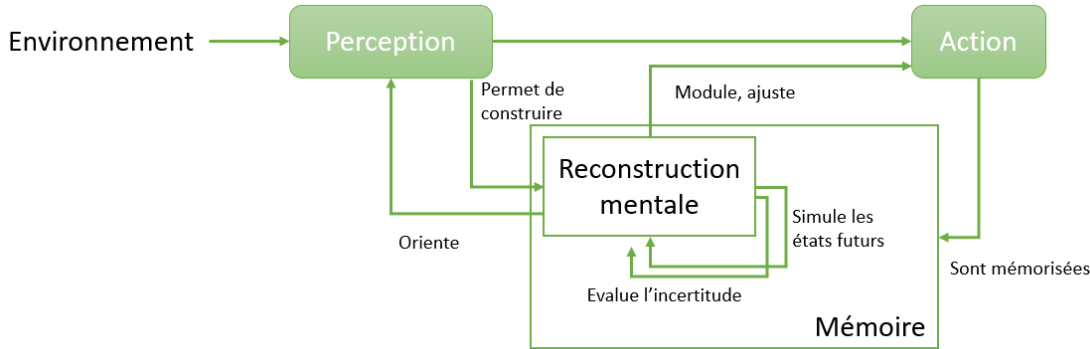 Environnement
Perception
Action
Permet de
construire
Module, ajuste
Reconstruction
mentale
Simule les
états futurs
Oriente
Sont mémorisées
Evalue l'incertitude
Mémoire